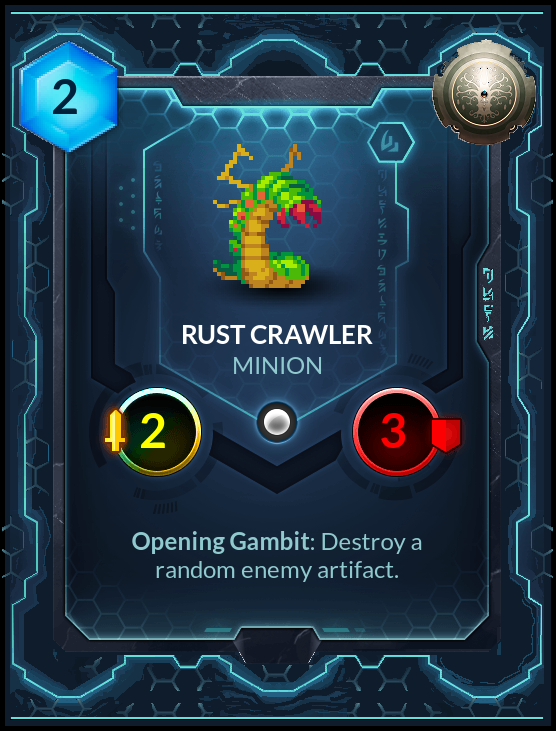 2
RUST CRAWLER
MINION
2
3
Opening Gambit: Destroy a
random enemy artifact.